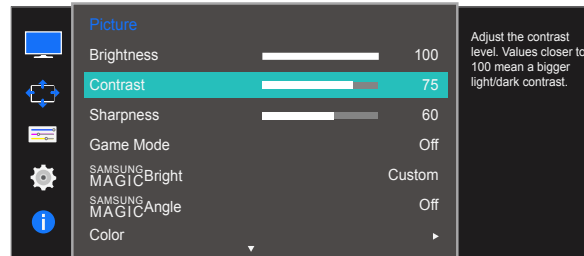 Picture
Brightness 100
Contrast 75
Sharpness 60
Game Mode Off
SAMSUNG
MAGICBright Custom
SAMSUNG
MAGICAngle Off
Color
Adjust the contrast
level. Values closer to
100 mean a bigger
light/dark contrast.